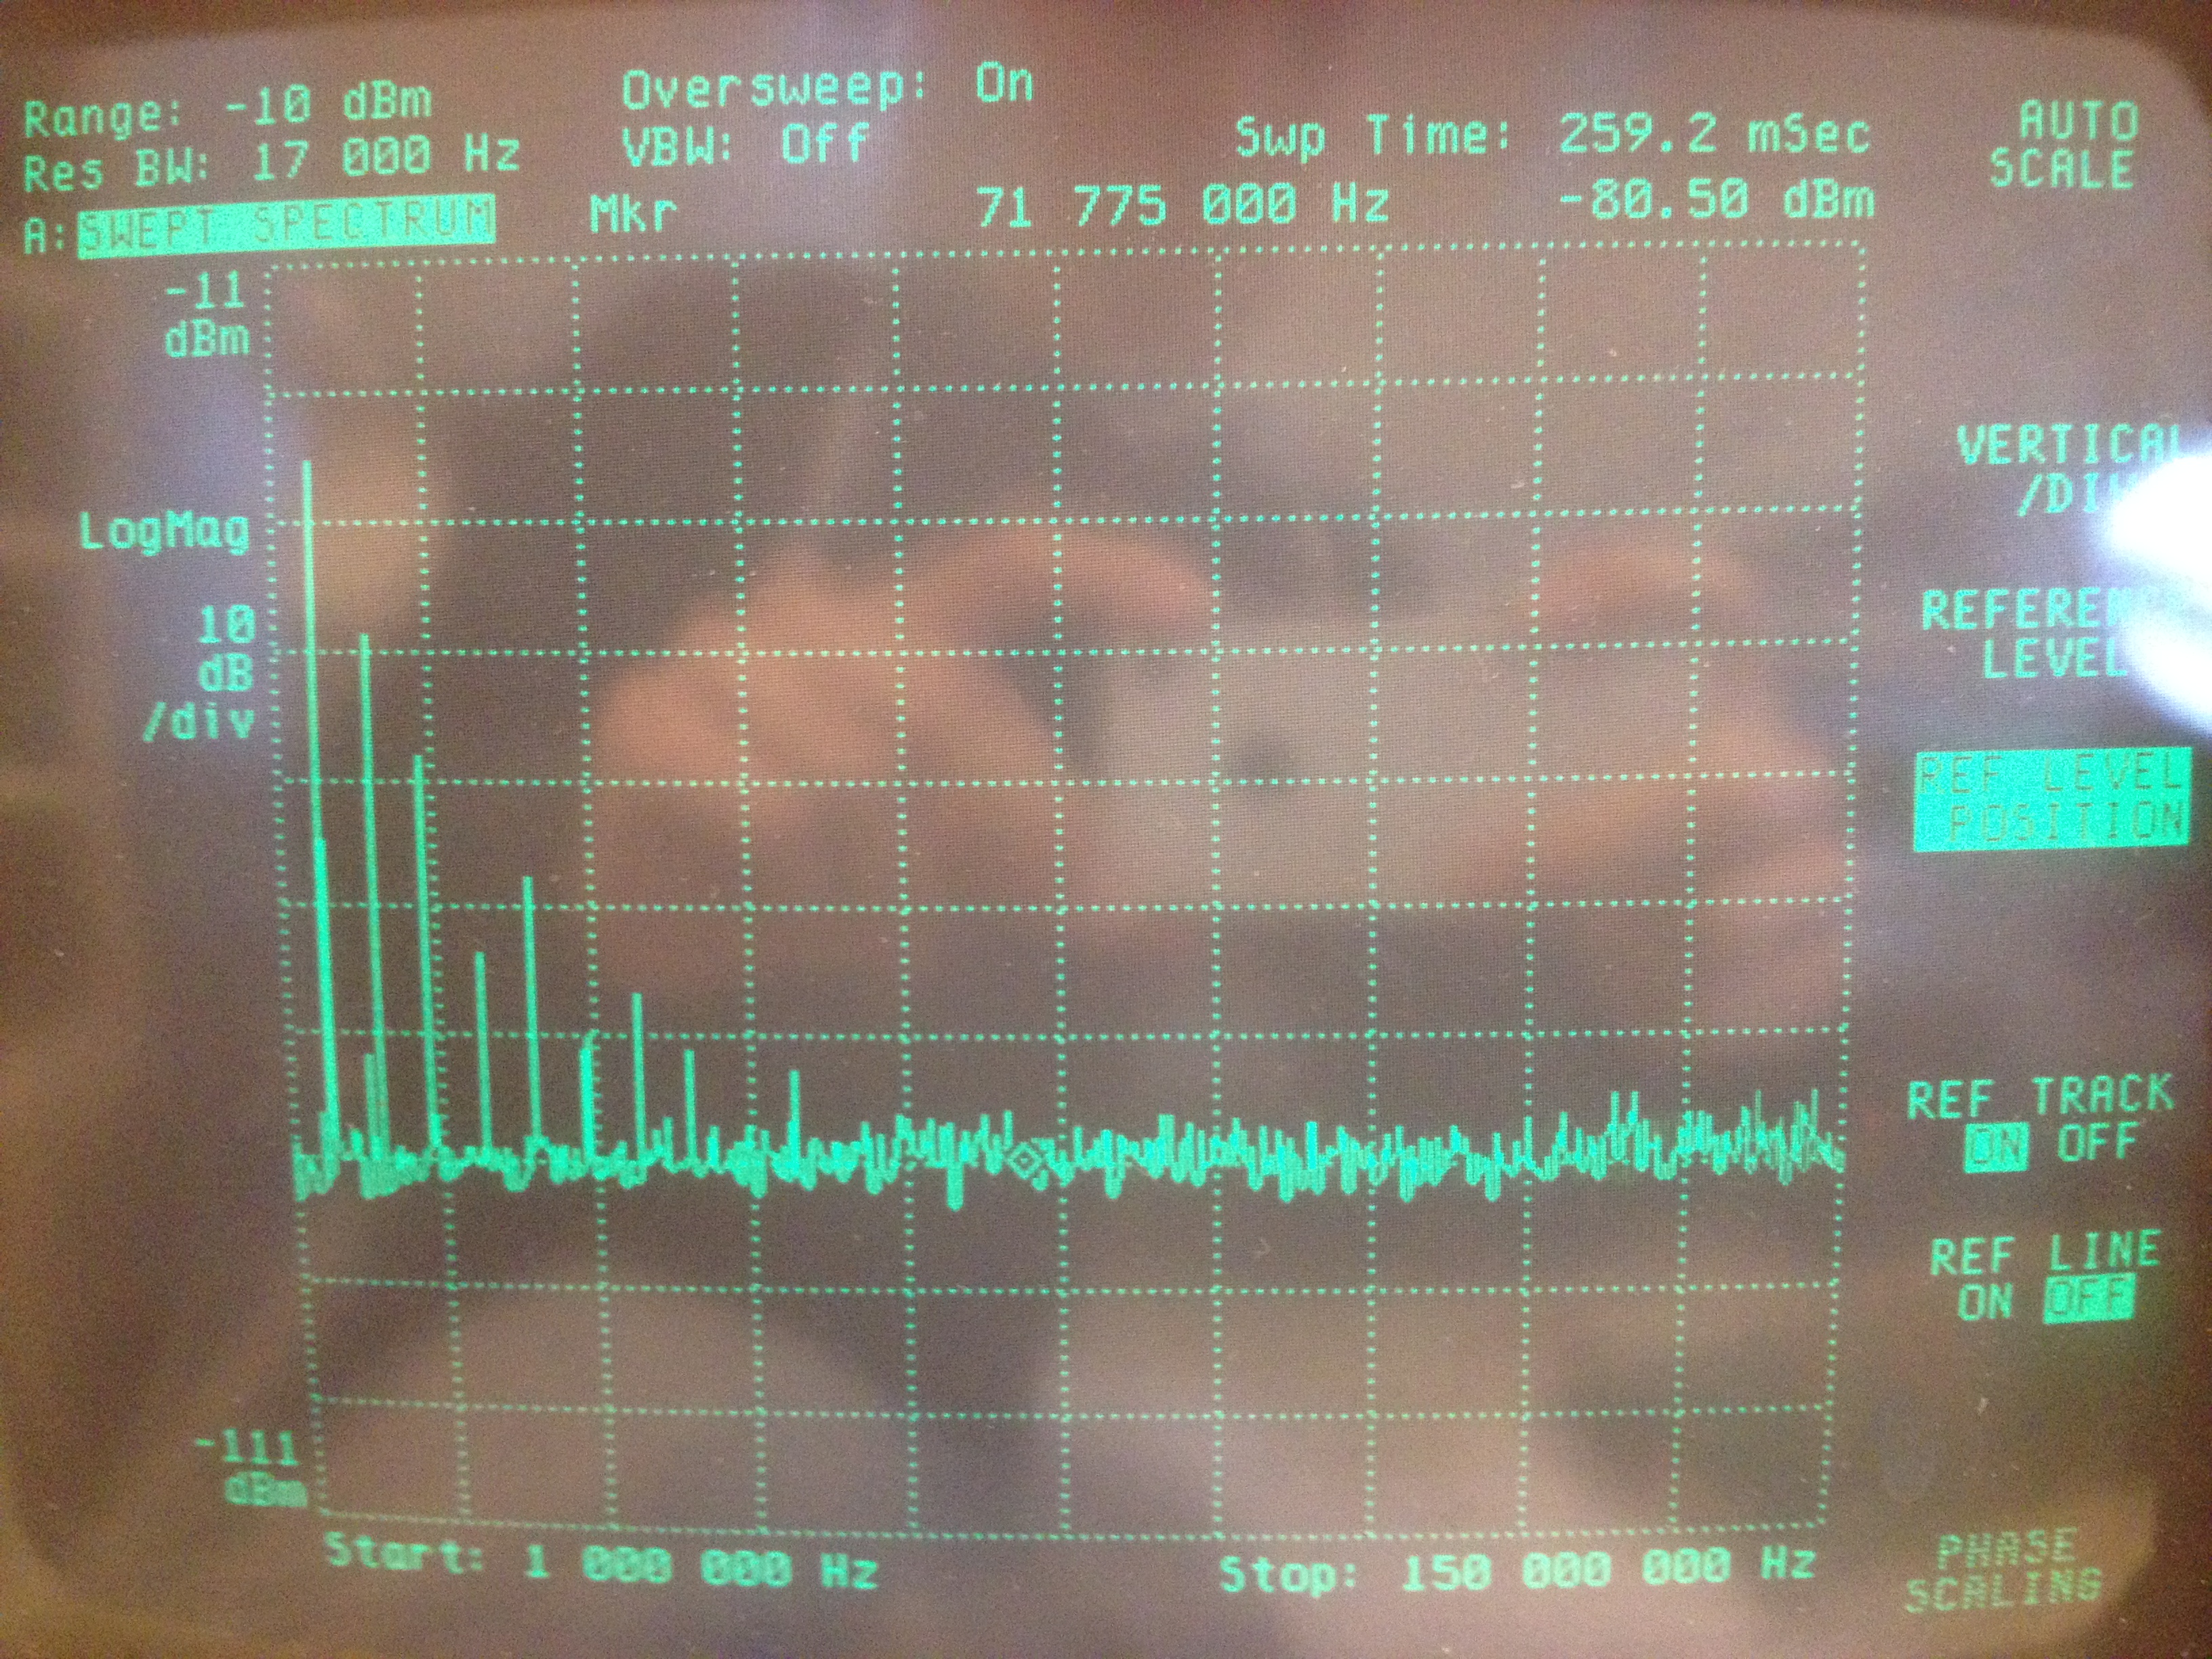 Range: -10 dBm
Oversweep: On
Res BW: 17 000 Hz
VBW: Off
Swp Time: 259.2 mSec
A: SWEPT SPECTRUM
Mkr 71 775 000 Hz -80.50 dBm
AUTO
SCALE
-11
dBm
LogMag
10
dB
/div
-111
dBm
Start: 1 000 000 Hz
Stop: 150 000 000 Hz
VERTICAL
LEVEL
REF LEVEL
POSITION
REF TRACK
ON OFF
REF LINE
ON OFF
PHASE
SCALING